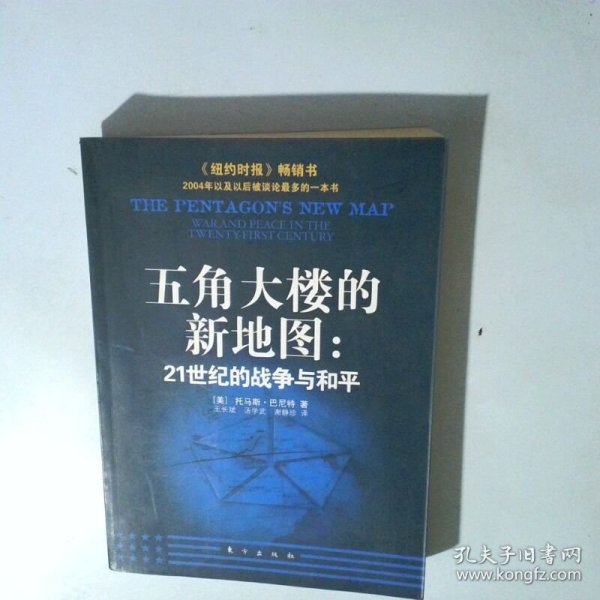 《纽约时报》畅销书
2004年以及以后被谈论最多的一本书
THE PENTAGON'S NEW MAP
WAR AND PEACE IN THE
TWENTY-FIRST CENTURY
五角大楼的
新地图：
21世纪的战争与和平
[美] 托马斯·巴尼特 著
王长斌 汤学武 谢静珍 译
东方出版社
孔夫子旧书网
www.kongfz.com